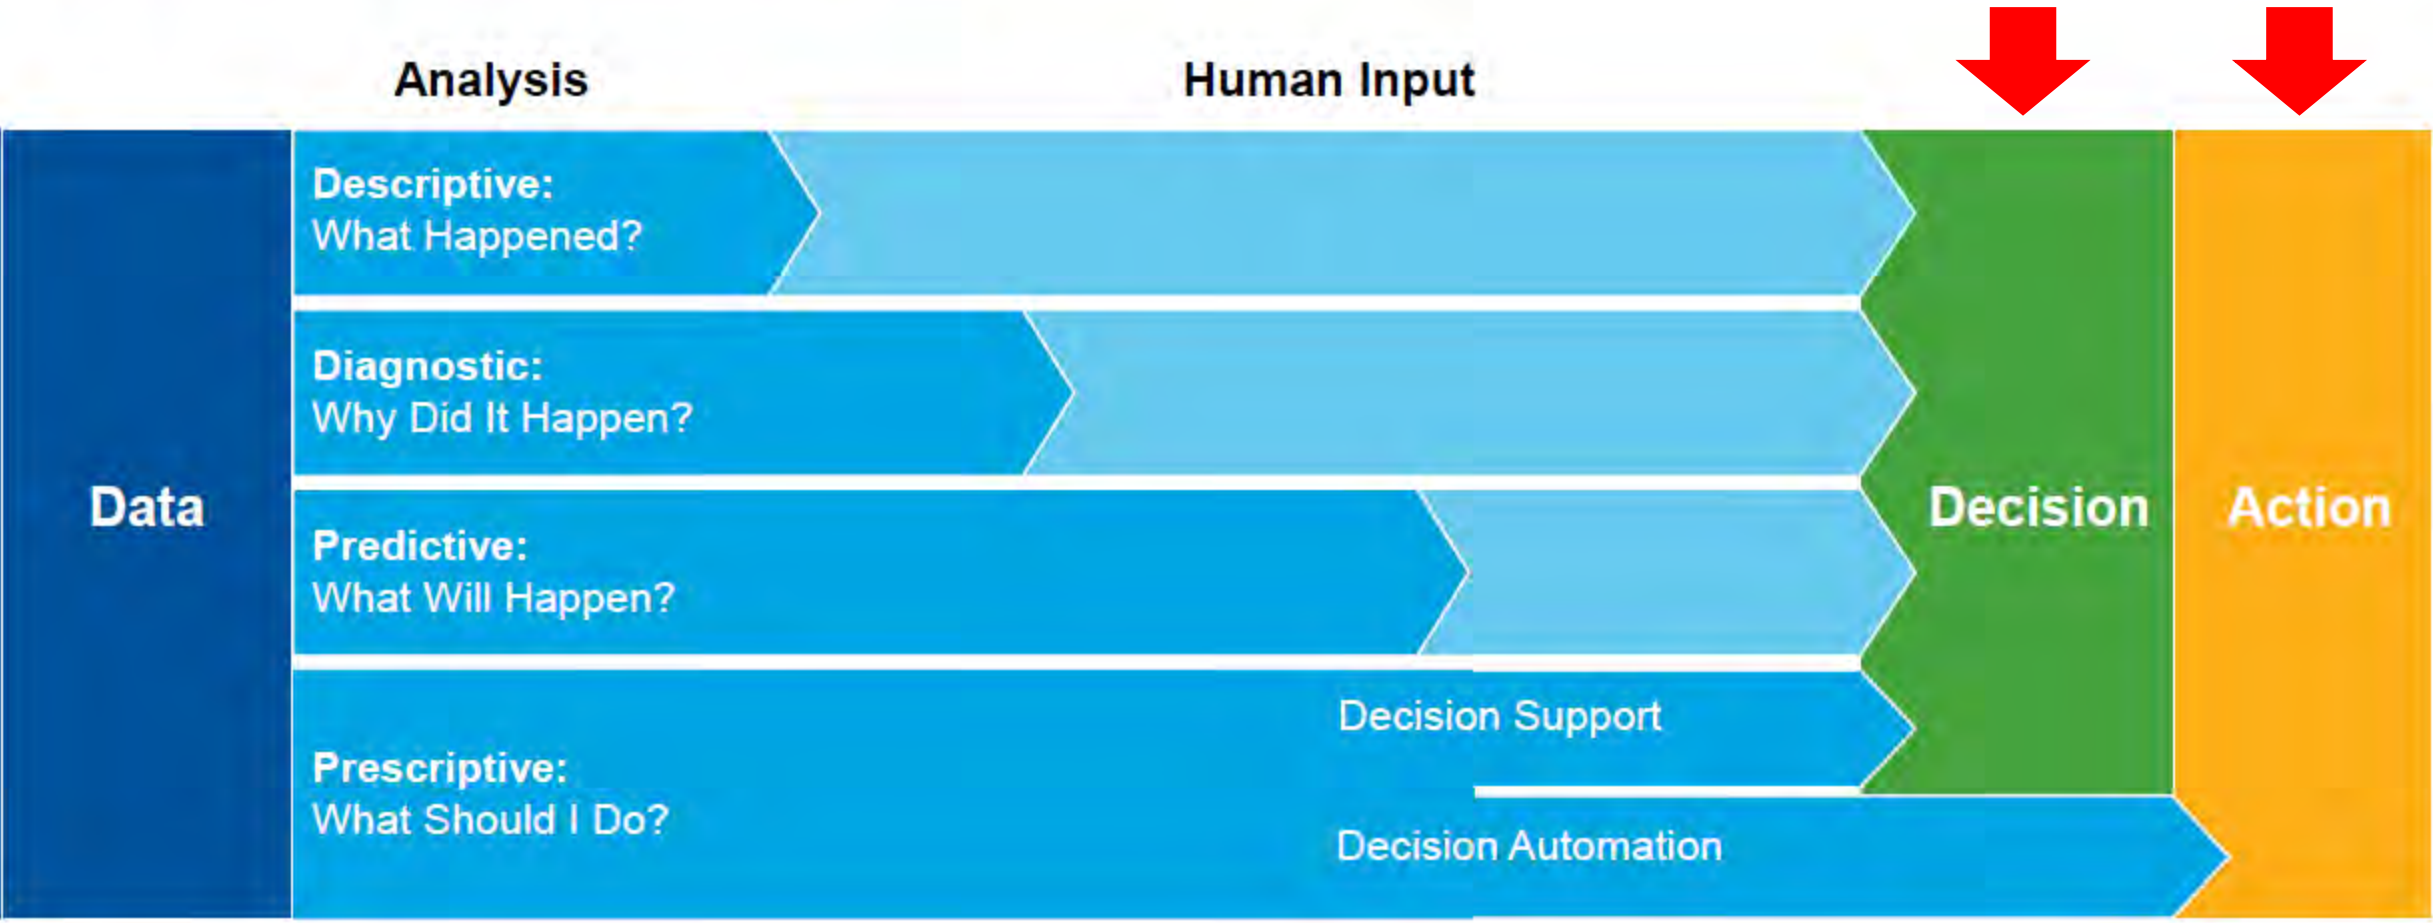 Analysis
Human Input
Data
Descriptive:
What Happened?
Diagnostic:
Why Did It Happen?
Predictive:
What Will Happen?
Prescriptive:
What Should I Do?
Decision Support
Decision Automation
Decision
Action